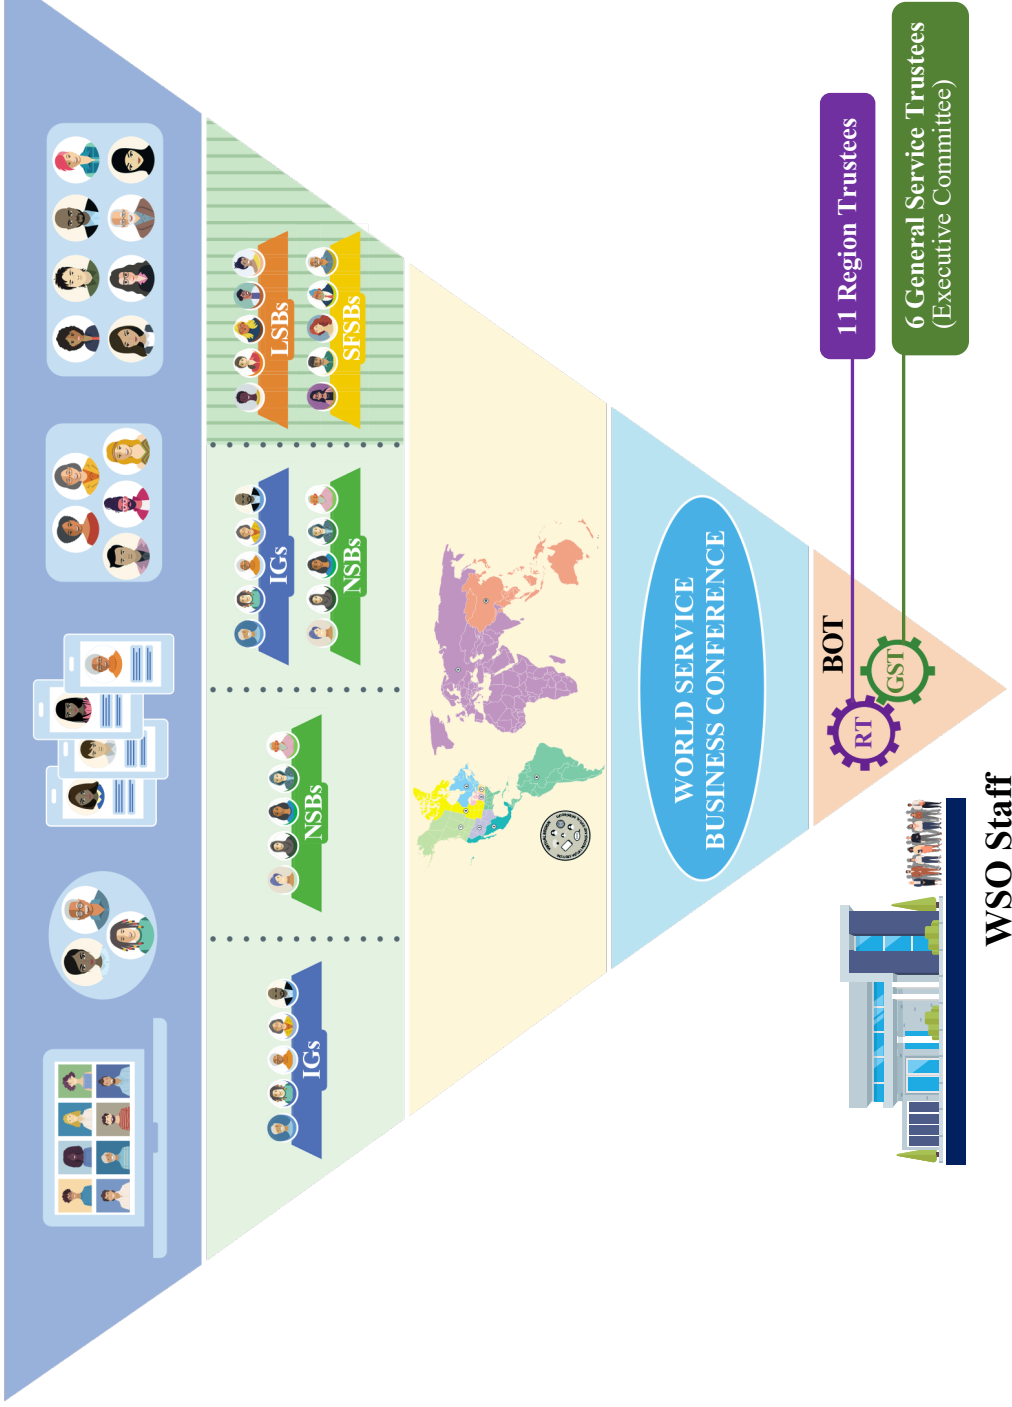 IGs
NSBs
IGs
NSBs
LSBs
SFSBs
WORLD SERVICE
BUSINESS CONFERENCE
BOT
RT
GST
11 Region Trustees
6 General Service Trustees
(Executive Committee)
WSO Staff